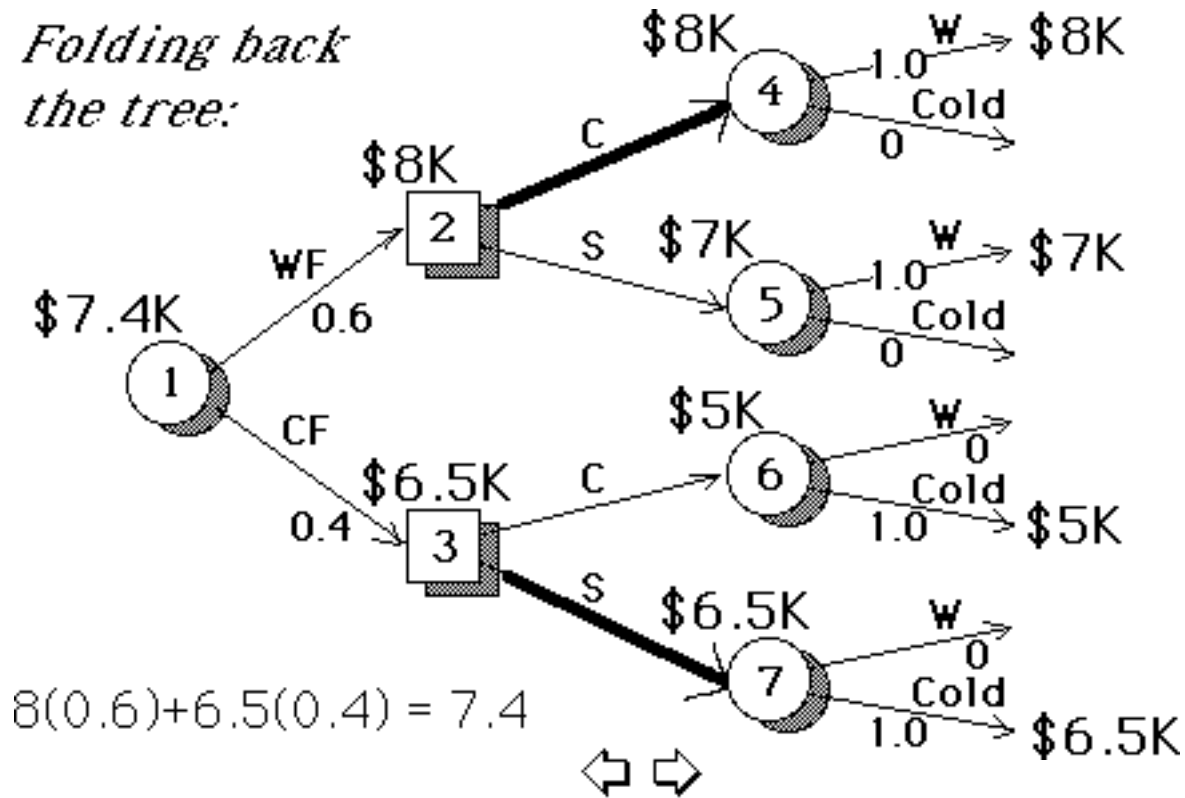 Folding back
the tree:
$8K
4
W
1.0
$8K
Cold
0
C
$8K
2
S
$7K
5
W
1.0
$7K
Cold
0
WF
0.6
$7.4K
1
CF
0.4
$6.5K
3
C
$5K
6
W
0
Cold
1.0
$5K
S
$6.5K
7
W
0
Cold
1.0
$6.5K
8(0.6)+6.5(0.4) = 7.4